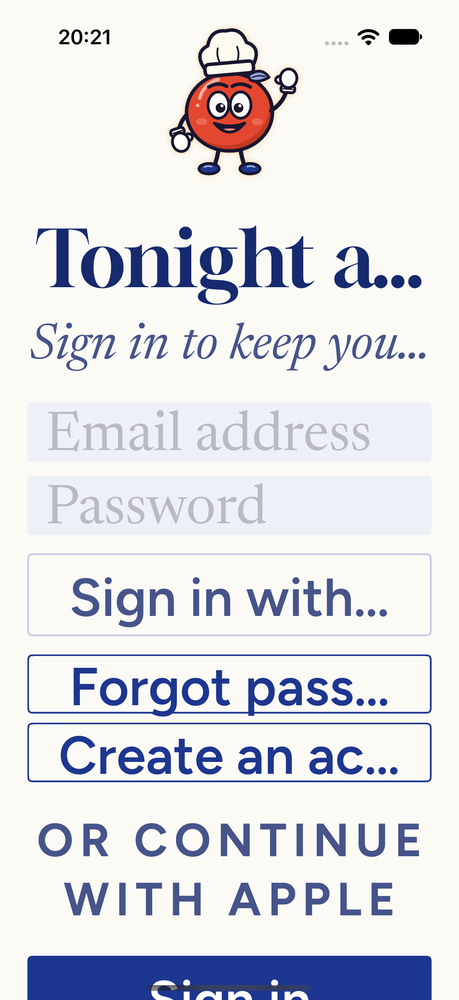 20:21
Tonight a...
Sign in to keep you...
Email address
Password
Sign in with...
Forgot pass...
Create an ac...
OR CONTINUE
WITH APPLE
Sign in